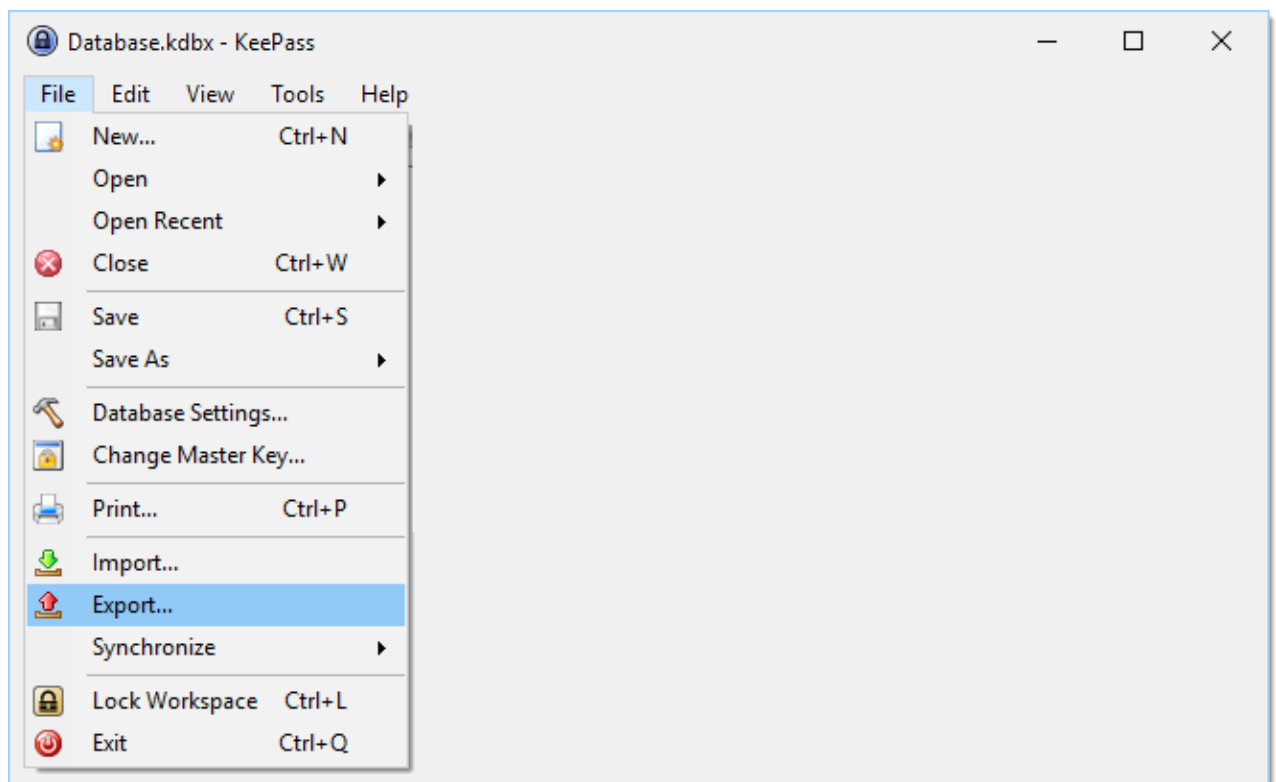 Database.kdbx - KeePass
File Edit View Tools Help
New... Ctrl+N
Open
Open Recent
Close Ctrl+W
Save Ctrl+S
Save As
Database Settings...
Change Master Key...
Print... Ctrl+P
Import...
Export...
Synchronize
Lock Workspace Ctrl+L
Exit Ctrl+Q